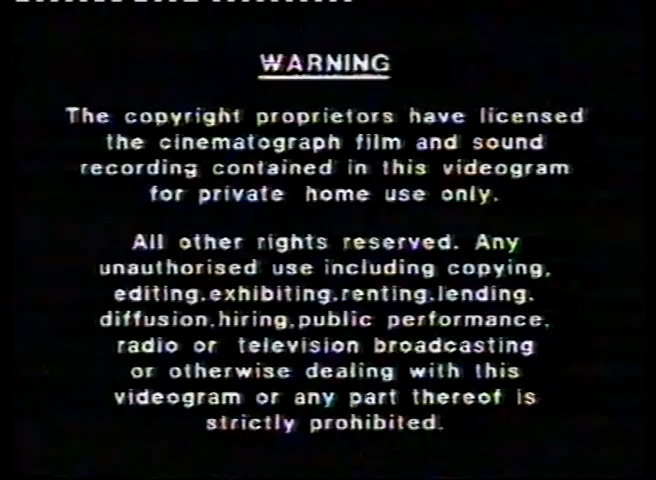 WARNING
The copyright proprietors have licensed
the cinematograph film and sound
recording contained in this videogram
for private home use only.
All other rights reserved. Any
unauthorised use including copying,
editing.exhibiting.renting.lending.
diffusion,hiring,public performance,
radio or television broadcasting
or otherwise dealing with this
videogram or any part thereof is
strictly prohibited.